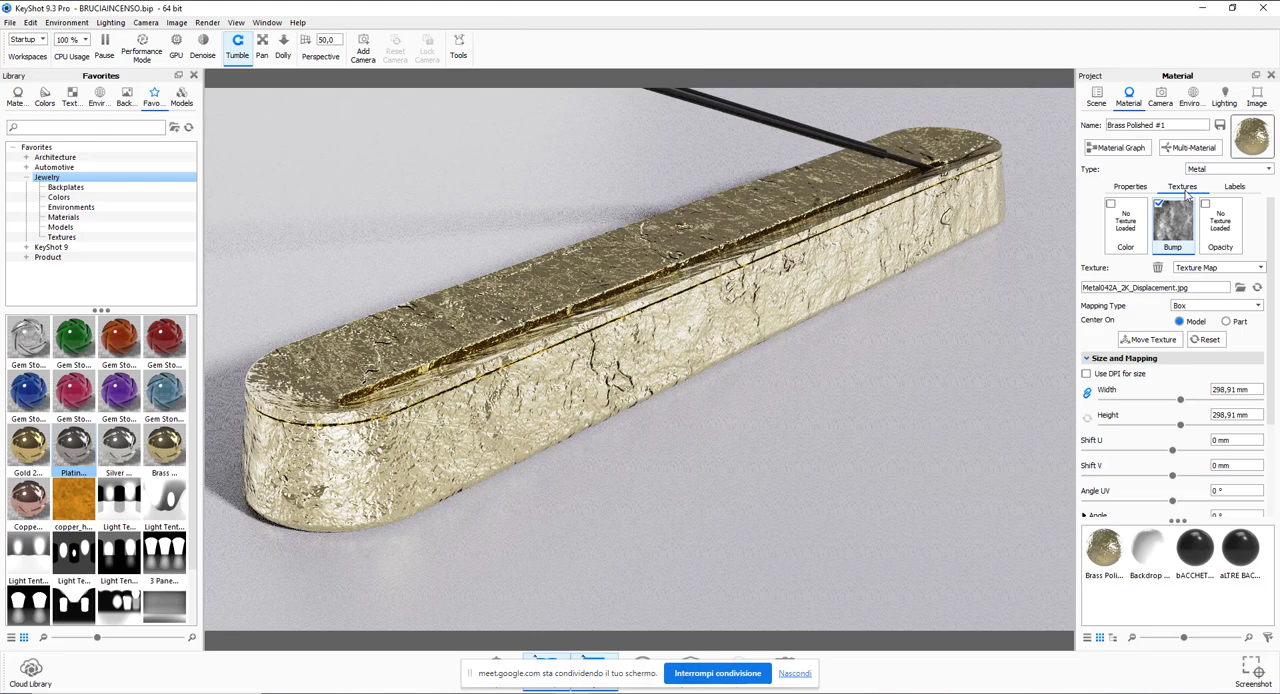 KeyShot 9.3 Pro - BRUCIAINCENSO.bip - 64 bit
File Edit Environment Lighting Camera Image Render View Window Help
Startup 100 % 50,0
Workspaces CPU Usage Pause Performance Mode GPU Denoise Tumble Pan Dolly Perspective Add Camera Reset Camera Lock Camera Tools
Library Favorites
Mate... Colors Text... Envir... Back... Favo... Models
Favorites
Architecture
Automotive
Jewelry
Backplates
Colors
Environments
Materials
Models
Textures
KeyShot 9
Product
Gem Sto... Gem Sto... Gem Sto... Gem Sto...
Gem Sto... Gem Sto... Gem Sto... Gem Ston...
Gold 2... Platin... Silver ... Brass ...
Coppe... copper_h... Light Te... Light Tent...
Light Tent... Light Te... Light Ten... 3 Pane...
Cloud Library
Project Material
Scene Material Camera Enviro... Lighting Image
Name: Brass Polished #1
Material Graph Multi-Material
Type: Metal
Properties Textures Labels
No Texture Loaded No Texture Loaded
Color Bump Opacity
Texture: Texture Map
Metal042A_2K_Displacement.jpg
Mapping Type Box
Center On Model Part
Move Texture Reset
Size and Mapping
Use DPI for size
Width 298,91 mm
Height 298,91 mm
Shift U 0 mm
Shift V 0 mm
Angle UV 0 °
Angle 0 °
Brass Poli... Backdrop ... bACCHET... aLTRE BAC...
meet.google.com sta condividendo il tuo schermo. Interrompi condivisione Nascondi
Screenshot